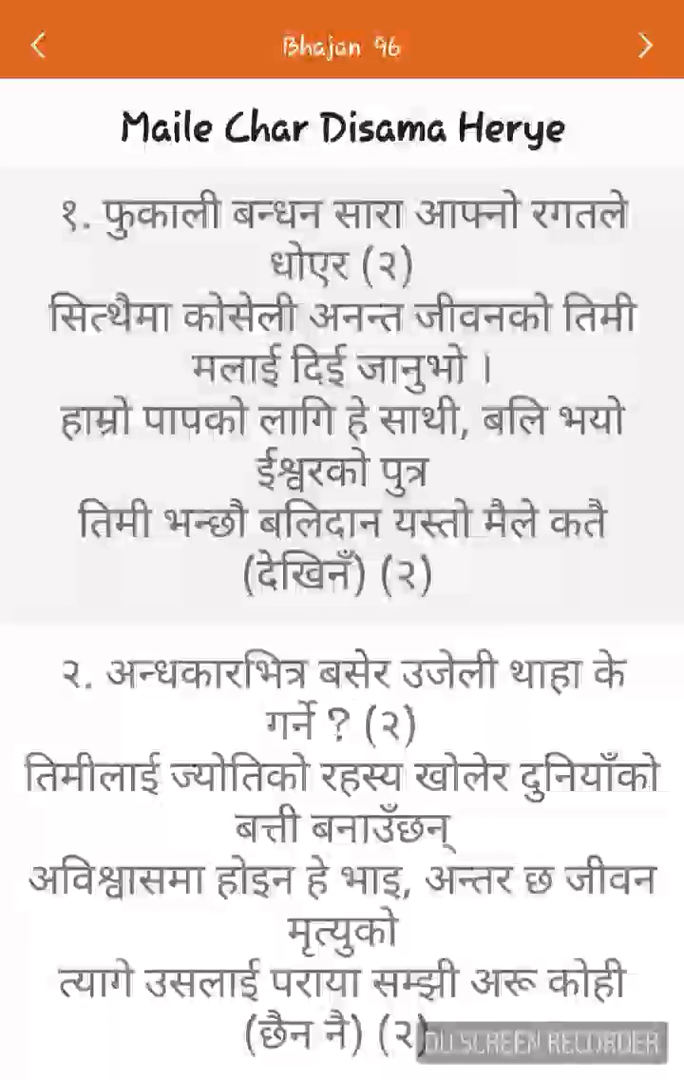 Bhajan 96
Maile Char Disama Herye
१. फुकाली बन्धन सारा आफ्नो रगतले
धोएर (२)
सित्थैमा कोसेली अनन्त जीवनको तिमी
मलाई दिई जानुभो ।
हाम्रो पापको लागि हे साथी, बलि भयो
ईश्वरको पुत्र
तिमी भन्छौ बलिदान यस्तो मैले कतै
(देखिनँ) (२)
२. अन्धकारभित्र बसेर उजेली थाहा के
गर्ने ? (२)
तिमीलाई ज्योतिको रहस्य खोलेर दुनियाँको
बत्ती बनाउँछन्
अविश्वासमा होइन हे भाइ, अन्तर छ जीवन
मृत्युको
त्यागे उसलाई पराया सम्झी अरू कोही
(छैन नै) (२)
DU SCREEN RECORDER